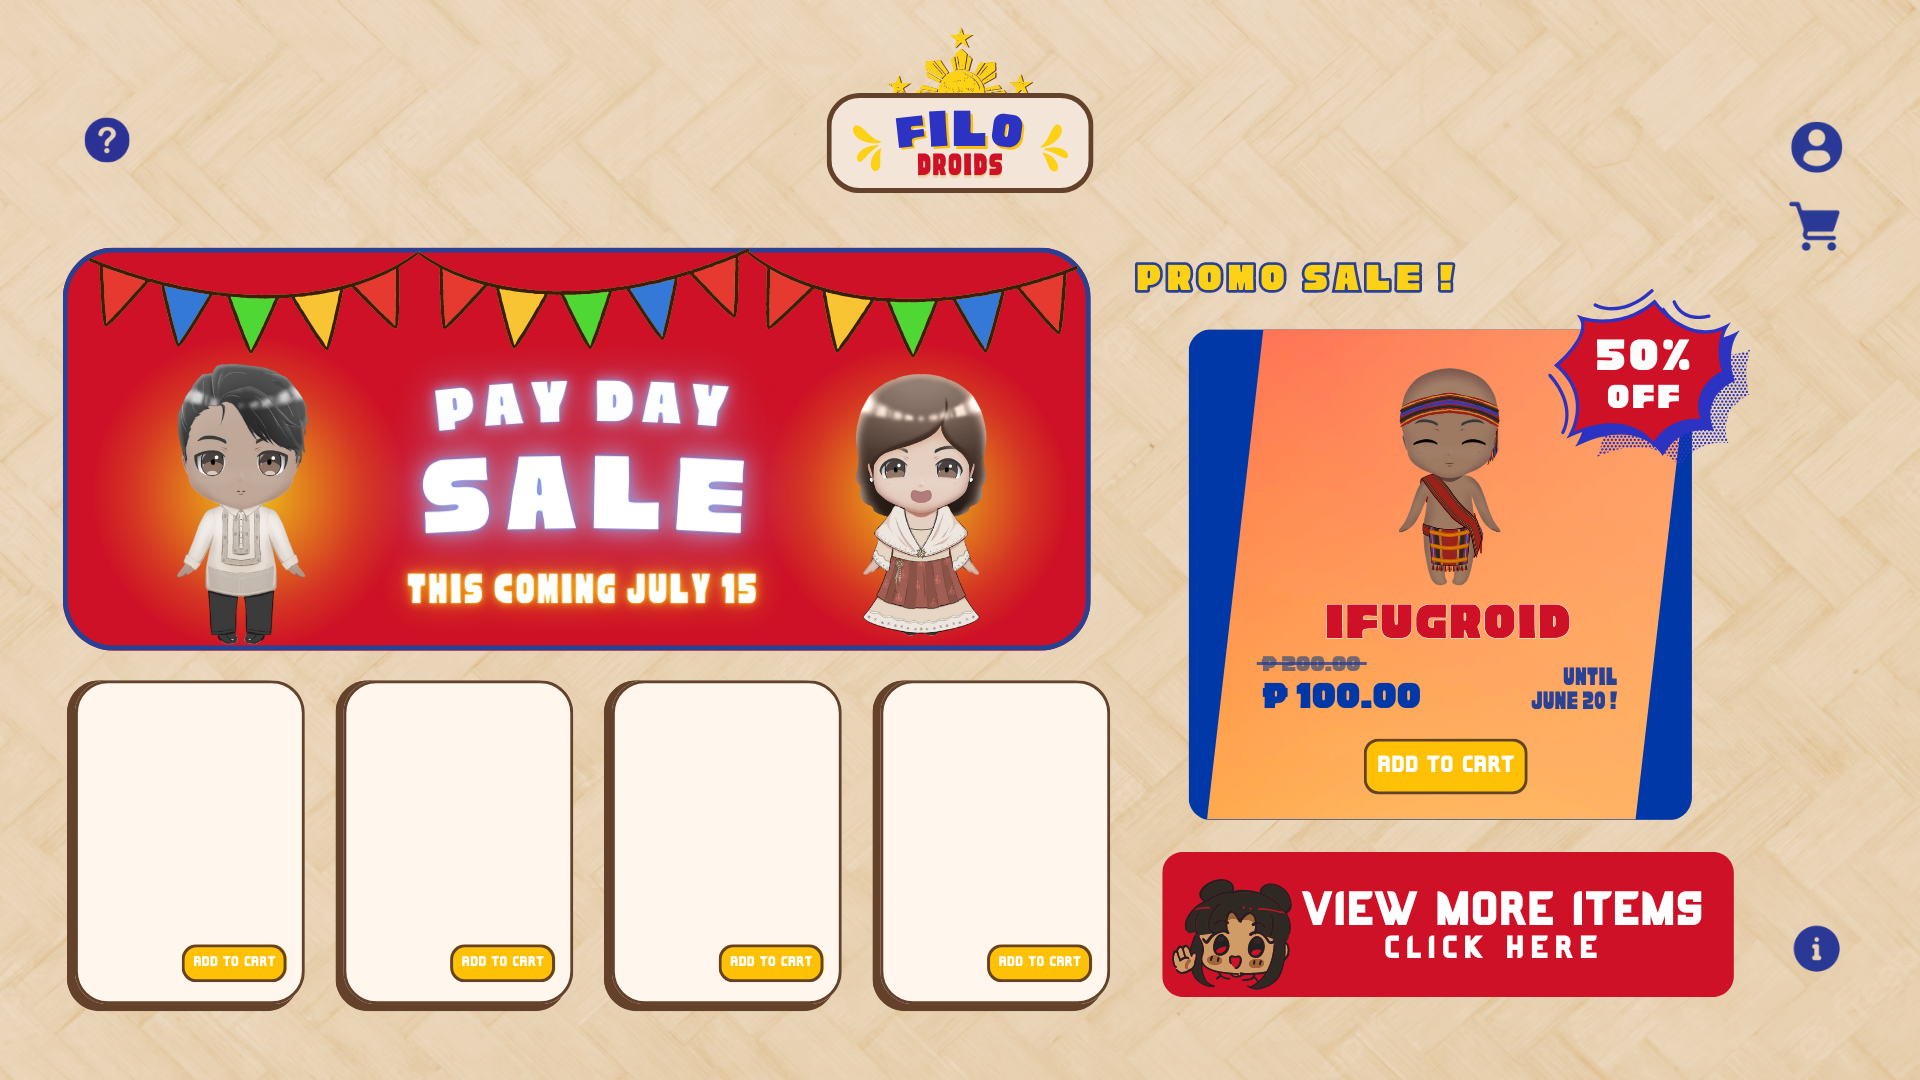 ?
FILO
DROIDS
PAY DAY
SALE
THIS COMING JULY 15
PROMO SALE !
50%
OFF
IFUGROID
₱ 200.00
₱ 100.00
UNTIL
JUNE 20 !
ADD TO CART
ADD TO CART
ADD TO CART
ADD TO CART
ADD TO CART
VIEW MORE ITEMS
CLICK HERE
i